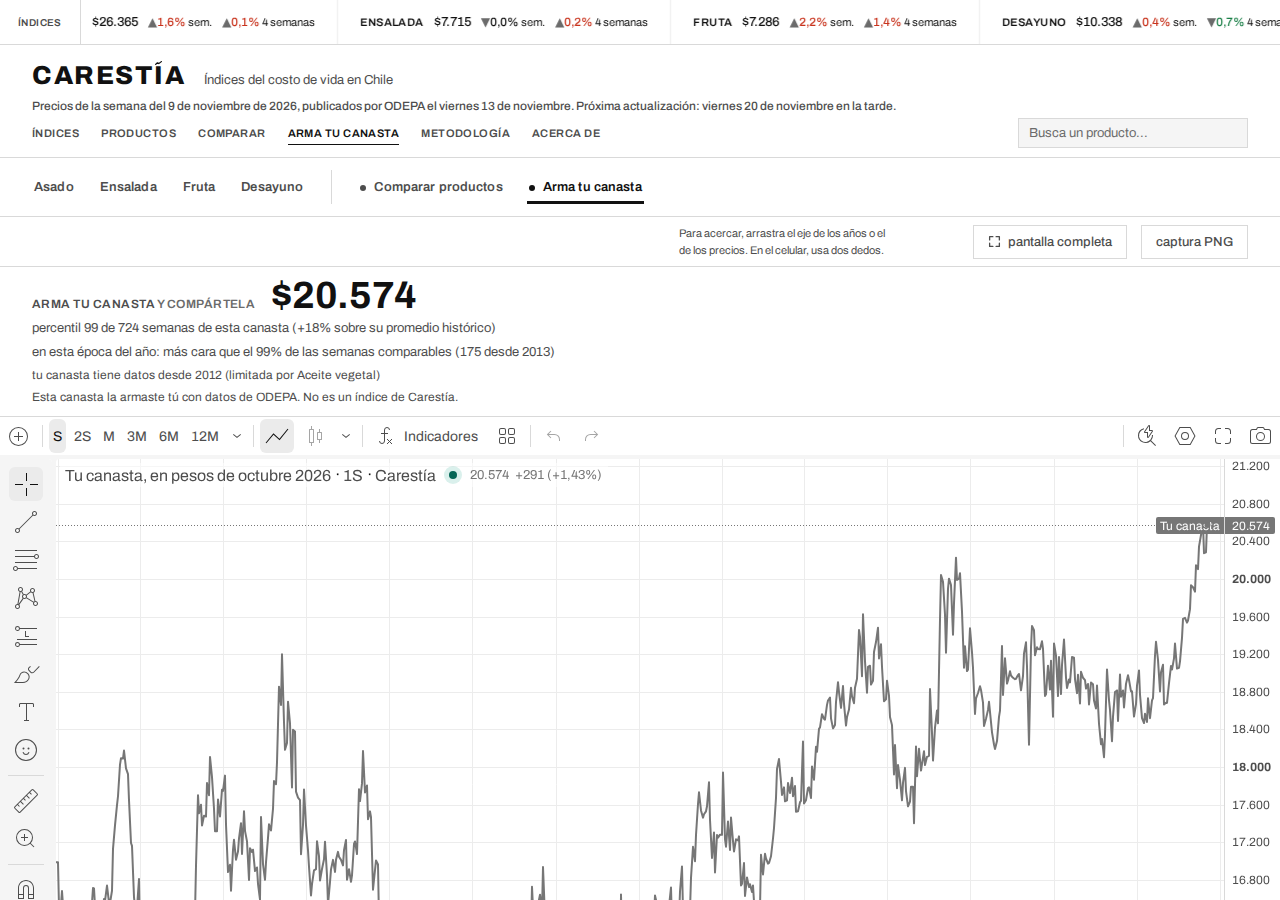 ÍNDICES $26.365 ▲1,6% sem. ▲0,1% 4 semanas ENSALADA $7.715 ▼0,0% sem. ▲0,2% 4 semanas FRUTA $7.286 ▲2,2% sem. ▲1,4% 4 semanas DESAYUNO $10.338 ▲0,4% sem. ▼0,7% 4 sema
CARESTÍA Índices del costo de vida en Chile
Precios de la semana del 9 de noviembre de 2026, publicados por ODEPA el viernes 13 de noviembre. Próxima actualización: viernes 20 de noviembre en la tarde.
ÍNDICES PRODUCTOS COMPARAR ARMA TU CANASTA METODOLOGÍA ACERCA DE Busca un producto...
Asado Ensalada Fruta Desayuno • Comparar productos • Arma tu canasta
Para acercar, arrastra el eje de los años o el
de los precios. En el celular, usa dos dedos.
pantalla completa captura PNG
ARMA TU CANASTA Y COMPÁRTELA $20.574
percentil 99 de 724 semanas de esta canasta (+18% sobre su promedio histórico)
en esta época del año: más cara que el 99% de las semanas comparables (175 desde 2013)
tu canasta tiene datos desde 2012 (limitada por Aceite vegetal)
Esta canasta la armaste tú con datos de ODEPA. No es un índice de Carestía.
S 2S M 3M 6M 12M Indicadores
Tu canasta, en pesos de octubre 2026 · 1S · Carestía 20.574 +291 (+1,43%)
21.200
20.800
Tu canasta 20.574
20.400
20.000
19.600
19.200
18.800
18.400
18.000
17.600
17.200
16.800